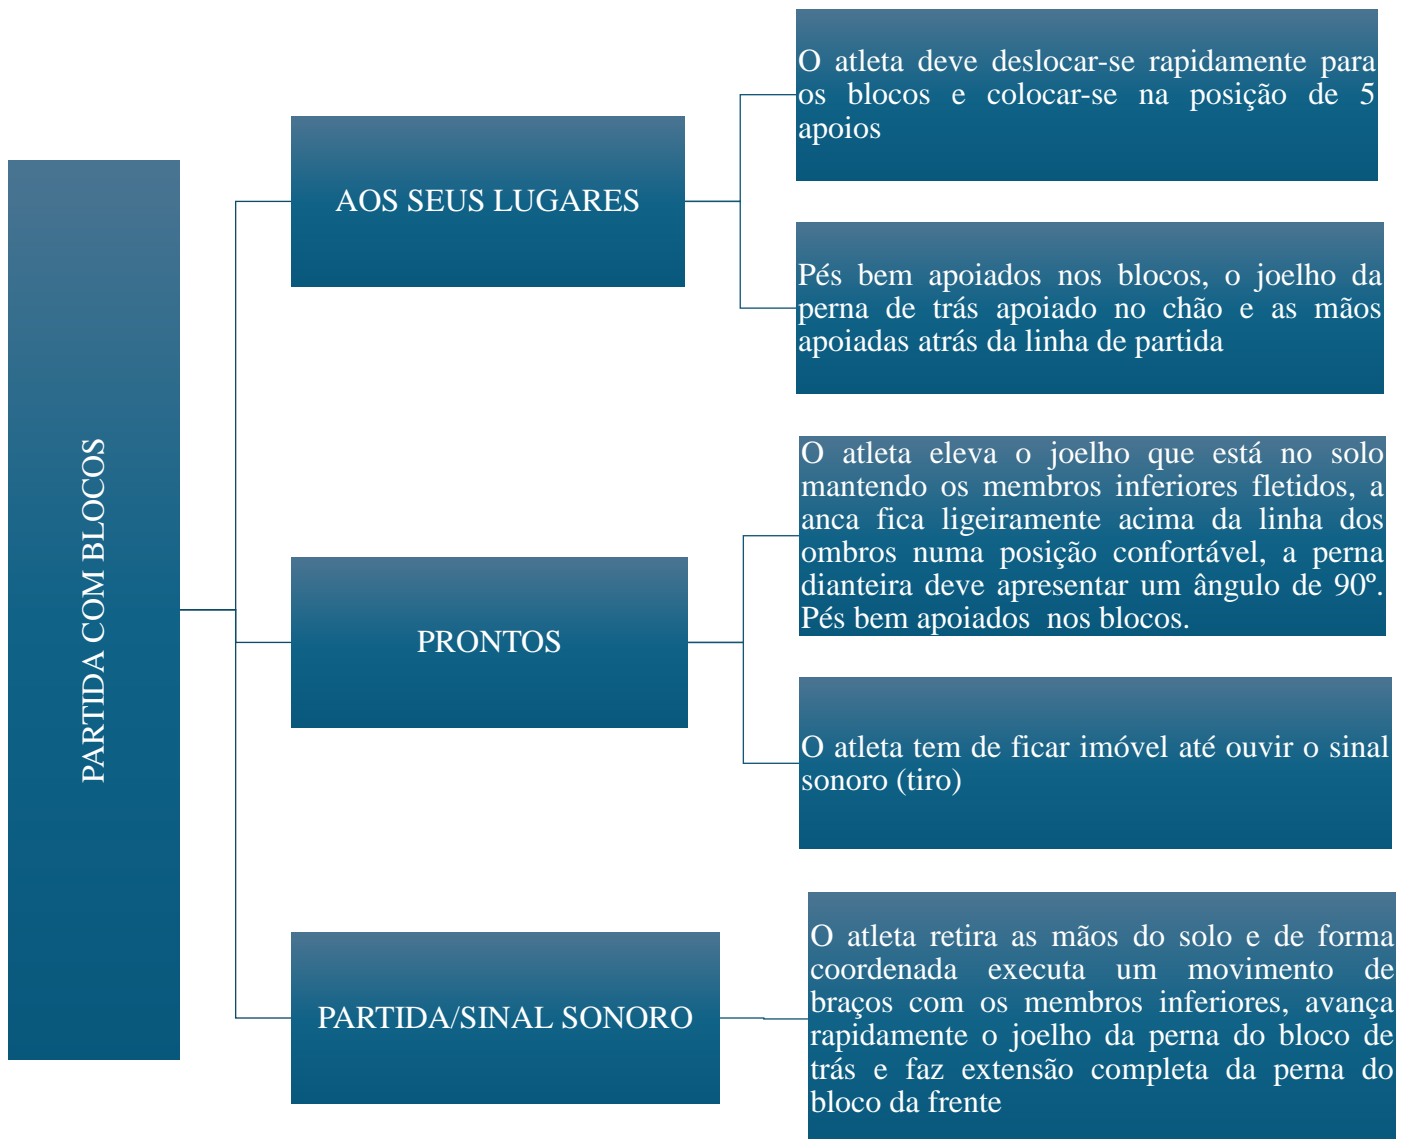 PARTIDA COM BLOCOS
AOS SEUS LUGARES
O atleta deve deslocar-se rapidamente para
os blocos e colocar-se na posição de 5
apoios
Pés bem apoiados nos blocos, o joelho da
perna de trás apoiado no chão e as mãos
apoiadas atrás da linha de partida
PRONTOS
O atleta eleva o joelho que está no solo
mantendo os membros inferiores fletidos, a
anca fica ligeiramente acima da linha dos
ombros numa posição confortável, a perna
dianteira deve apresentar um ângulo de 90º.
Pés bem apoiados  nos blocos.
O atleta tem de ficar imóvel até ouvir o sinal
sonoro (tiro)
PARTIDA/SINAL SONORO
O atleta retira as mãos do solo e de forma
coordenada executa um movimento de
braços com os membros inferiores, avança
rapidamente o joelho da perna do bloco de
trás e faz extensão completa da perna do
bloco da frente